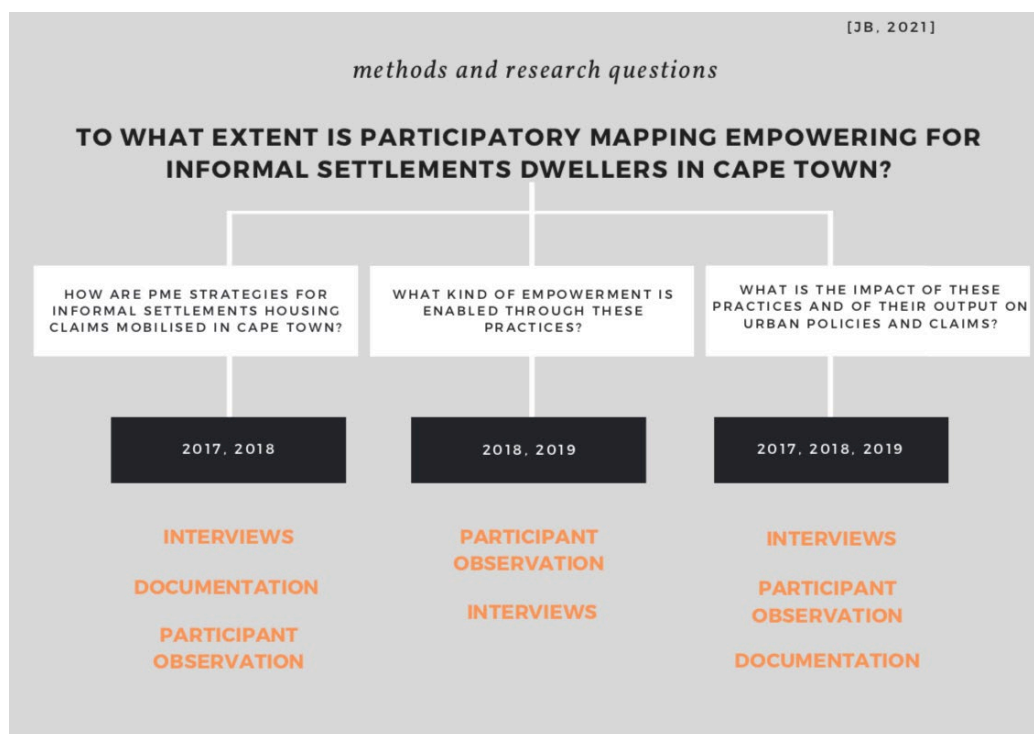 [JB, 2021]
methods and research questions
TO WHAT EXTENT IS PARTICIPATORY MAPPING EMPOWERING FOR
INFORMAL SETTLEMENTS DWELLERS IN CAPE TOWN?
HOW ARE PME STRATEGIES FOR
INFORMAL SETTLEMENTS HOUSING
CLAIMS MOBILISED IN CAPE TOWN?
WHAT KIND OF EMPOWERMENT IS
ENABLED THROUGH THESE
PRACTICES?
WHAT IS THE IMPACT OF THESE
PRACTICES AND OF THEIR OUTPUT ON
URBAN POLICIES AND CLAIMS?
2017, 2018
2018, 2019
2017, 2018, 2019
INTERVIEWS
DOCUMENTATION
PARTICIPANT
OBSERVATION
PARTICIPANT
OBSERVATION
INTERVIEWS
INTERVIEWS
PARTICIPANT
OBSERVATION
DOCUMENTATION